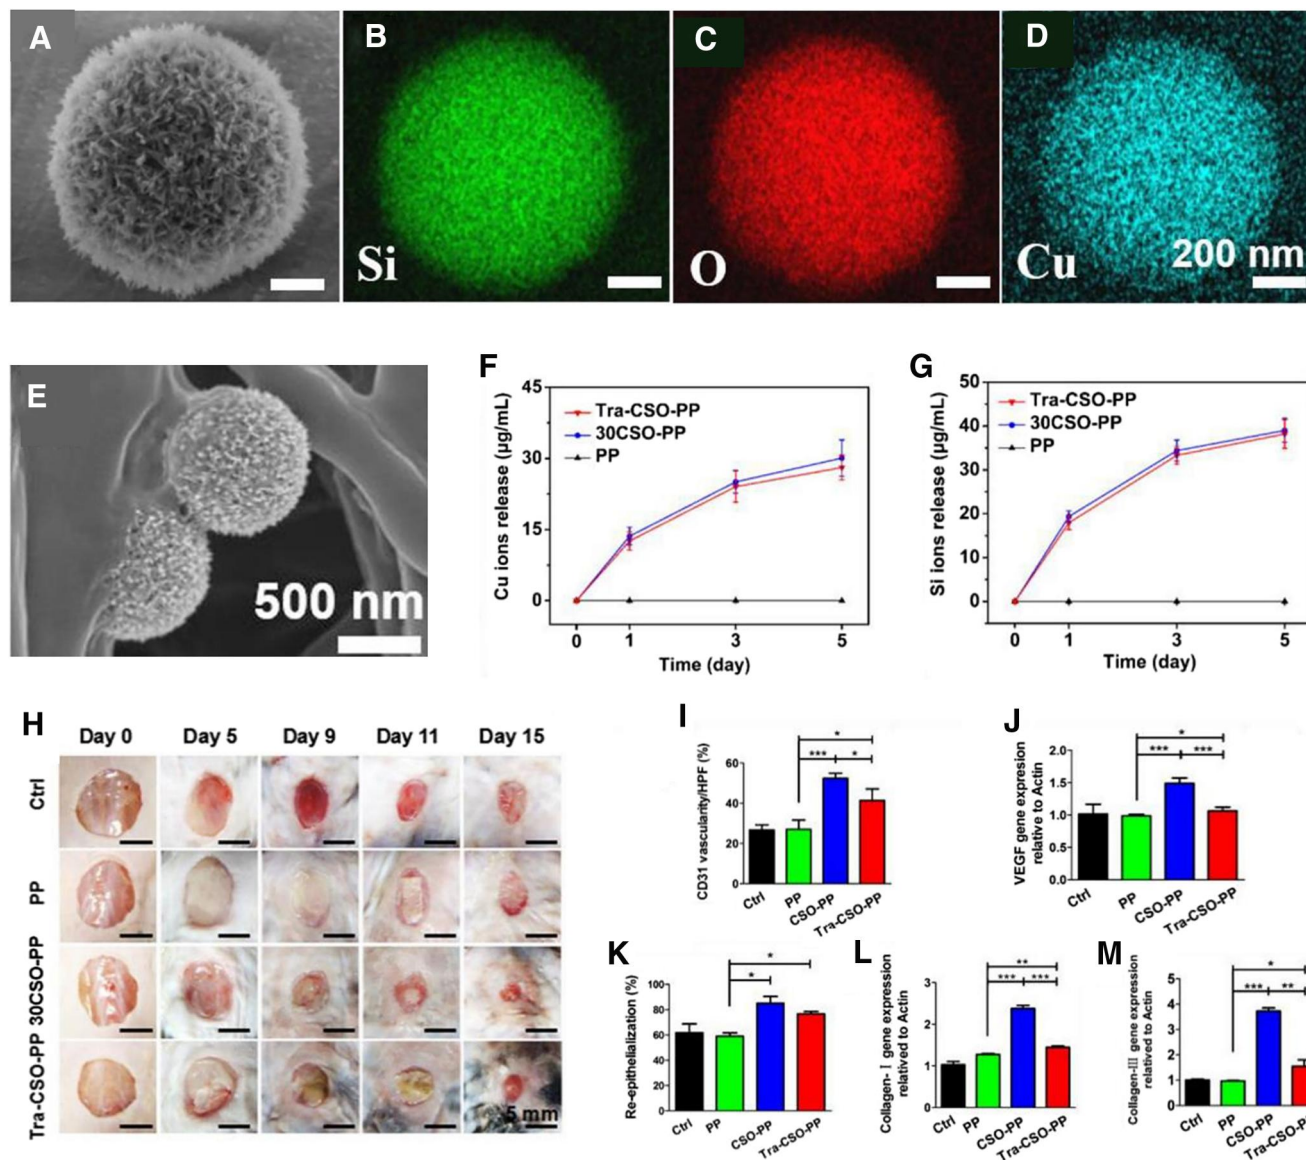 A
B
C
D
Si
O
Cu
200 nm
E
500 nm
F
Cu ions release (µg/mL)
45
30
15
0
Tra-CSO-PP
30CSO-PP
PP
0 1 3 5
Time (day)
G
Si ions release (µg/mL)
50
40
30
20
10
0
Tra-CSO-PP
30CSO-PP
PP
0 1 3 5
Time (day)
H
Day 0 Day 5 Day 9 Day 11 Day 15
Ctrl
PP
30CSO-PP
Tra-CSO-PP
5 mm
I
CD31 vascularity/HPF (%)
60
40
20
0
*
*** *
Ctrl PP CSO-PP Tra-CSO-PP
J
VEGF gene expression
relative to Actin
2.0
1.5
1.0
0.5
0.0
*
*** ***
Ctrl PP CSO-PP Tra-CSO-PP
K
Re-epithelialization (%)
100
80
60
40
20
0
*
*
Ctrl PP CSO-PP Tra-CSO-PP
L
Collagen-Ⅰ gene expression
relatived to Actin
3
2
1
0
**
*** ***
Ctrl PP CSO-PP Tra-CSO-PP
M
Collagen-Ⅲ gene expression
relatived to Actin
5
4
3
2
1
0
*
*** **
Ctrl PP CSO-PP Tra-CSO-P